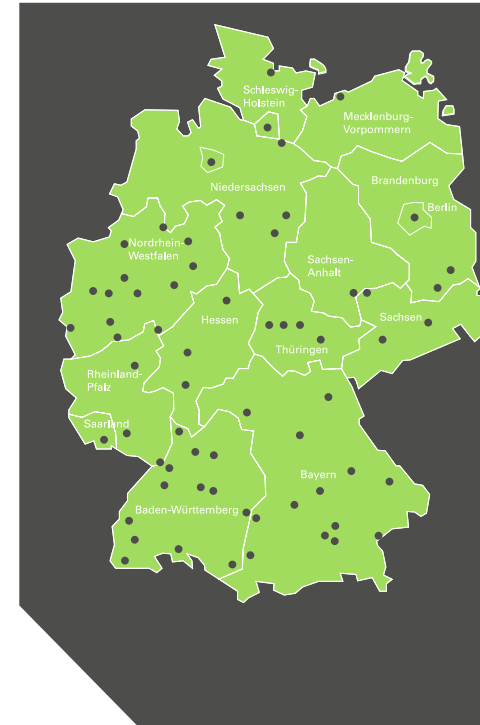 Schleswig-
Holstein
Mecklenburg-
Vorpommern
Niedersachsen
Brandenburg
Berlin
Nordrhein-
Westfalen
Sachsen-
Anhalt
Hessen
Sachsen
Thüringen
Rheinland-
Pfalz
Saarland
Bayern
Baden-Württemberg